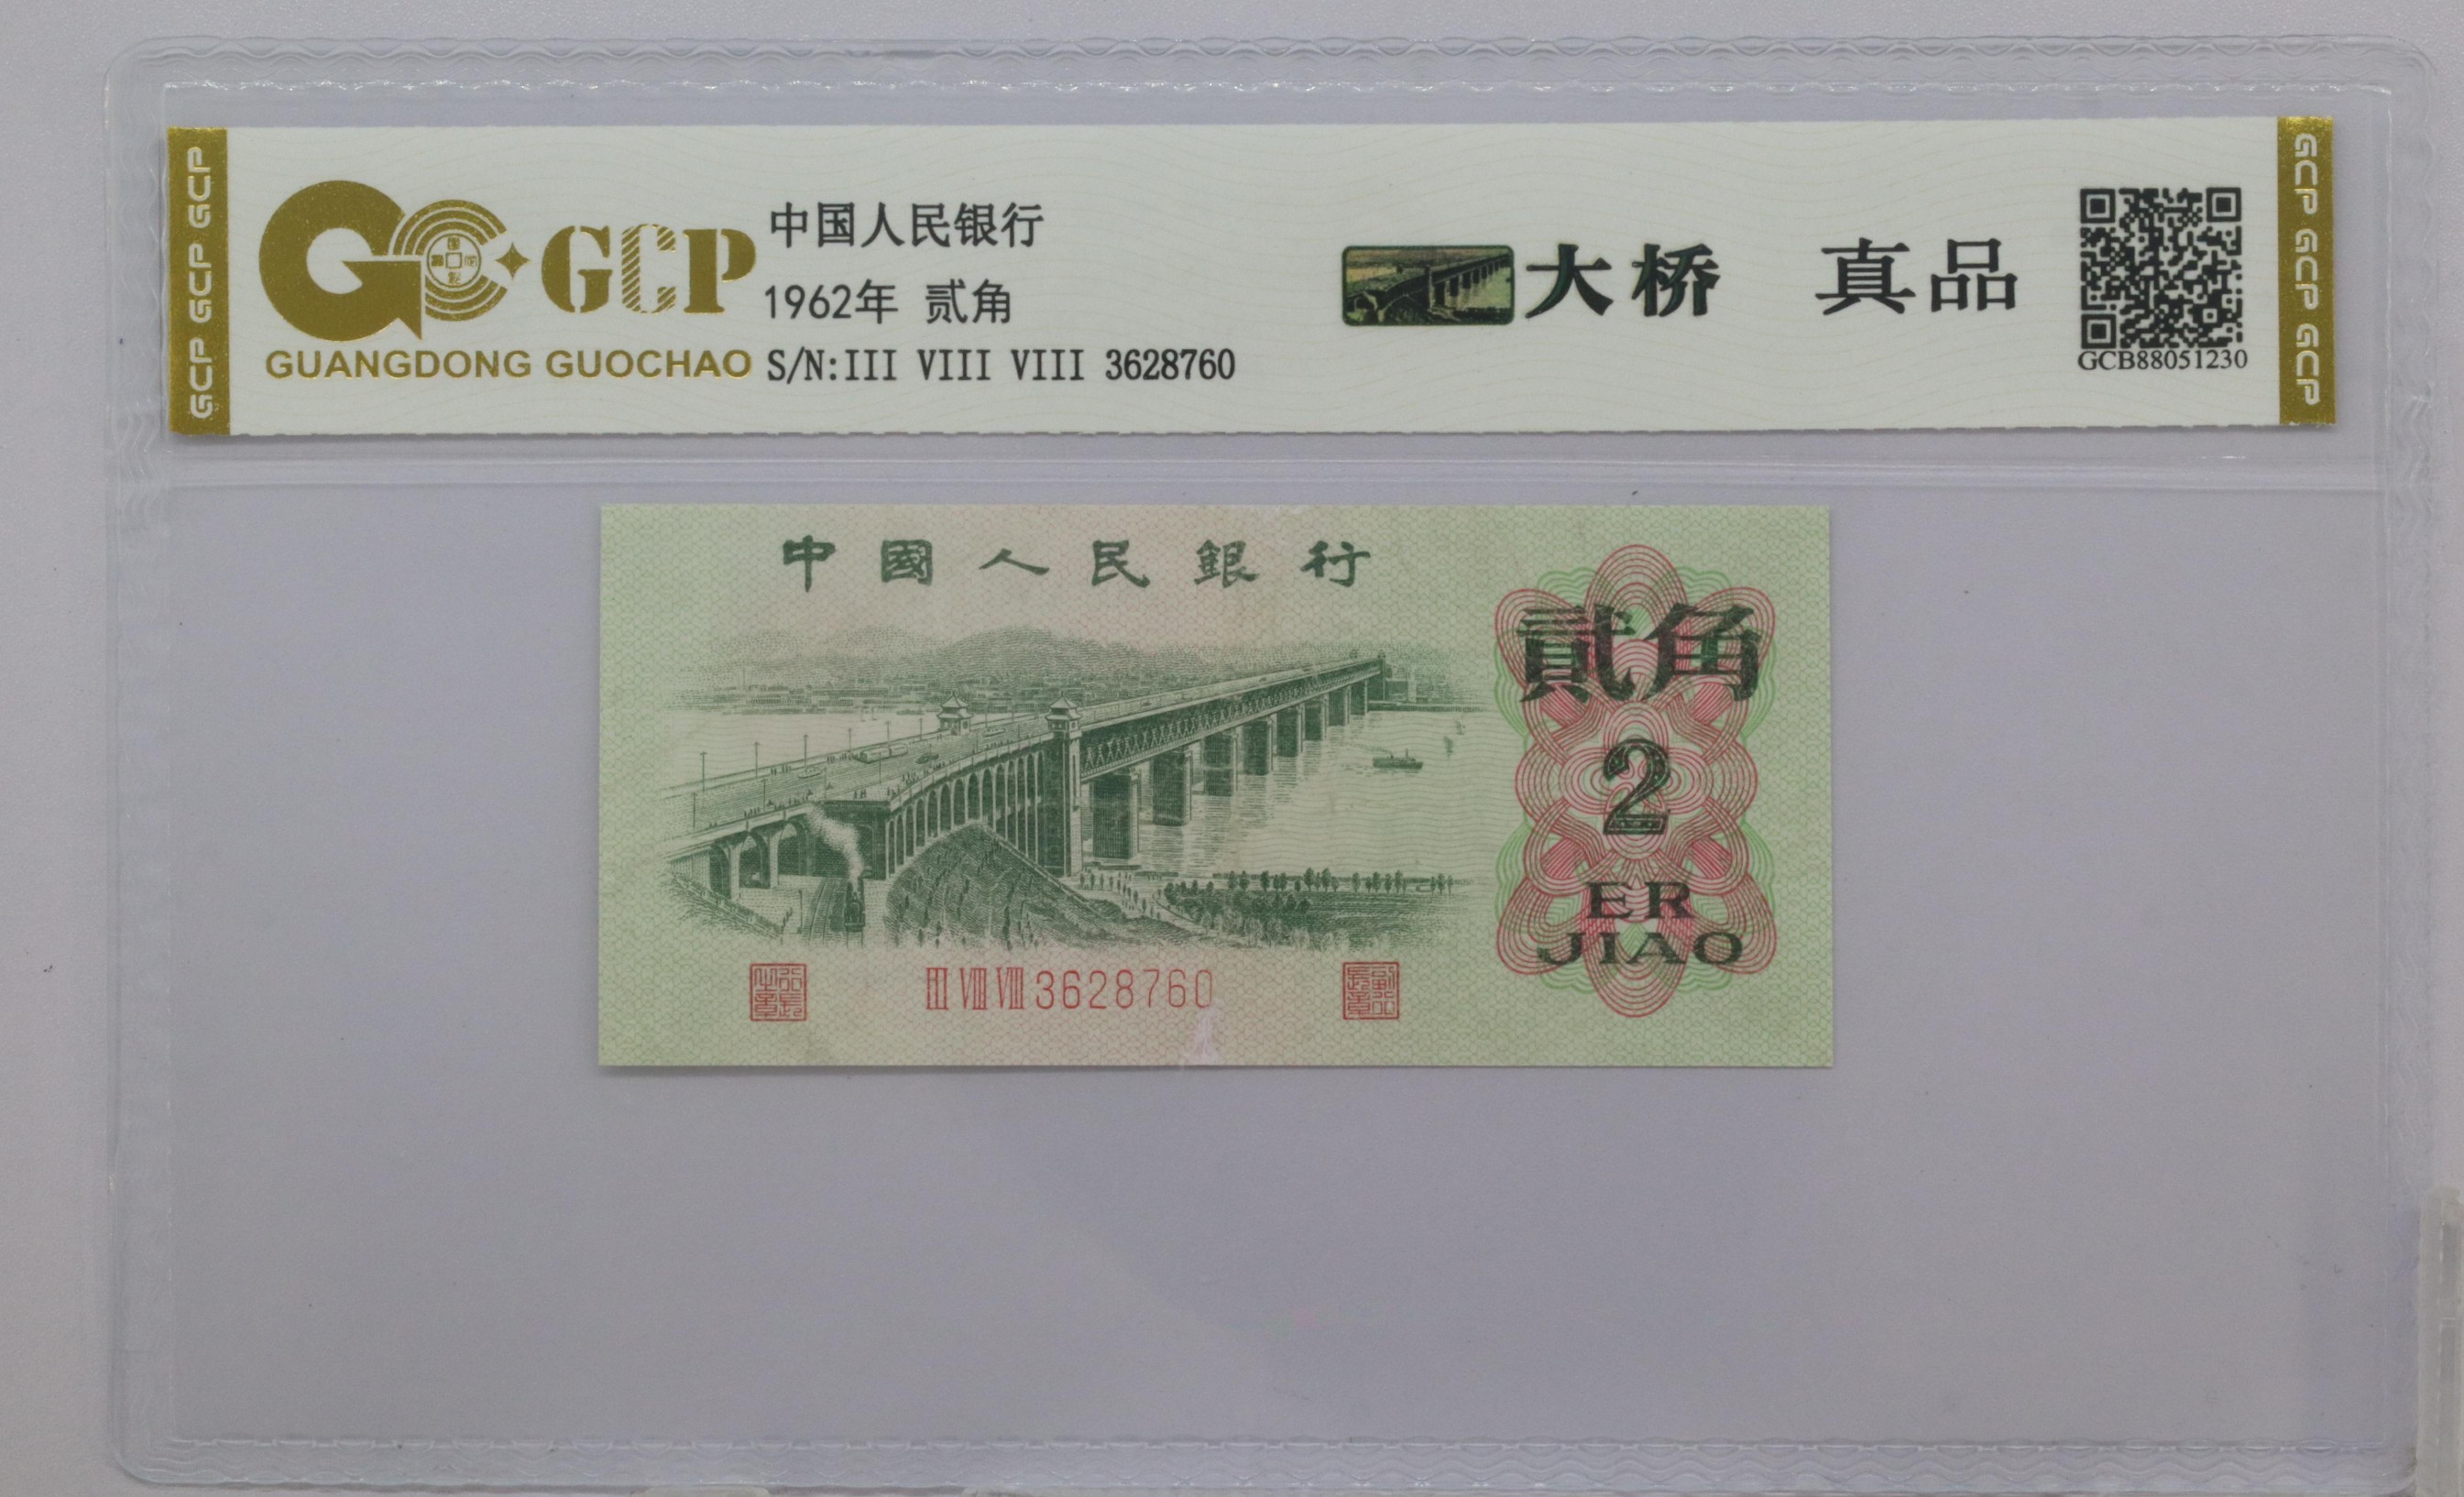 GCP GCP GCP
GCP
GUANGDONG GUOCHAO
中国人民银行
1962年 贰角
S/N:III VIII VIII 3628760
大桥 真品
GCB88051230
GCP GCP GCP
中國人民銀行
貳角
2
ER
JIAO
III VIII VIII 3628760